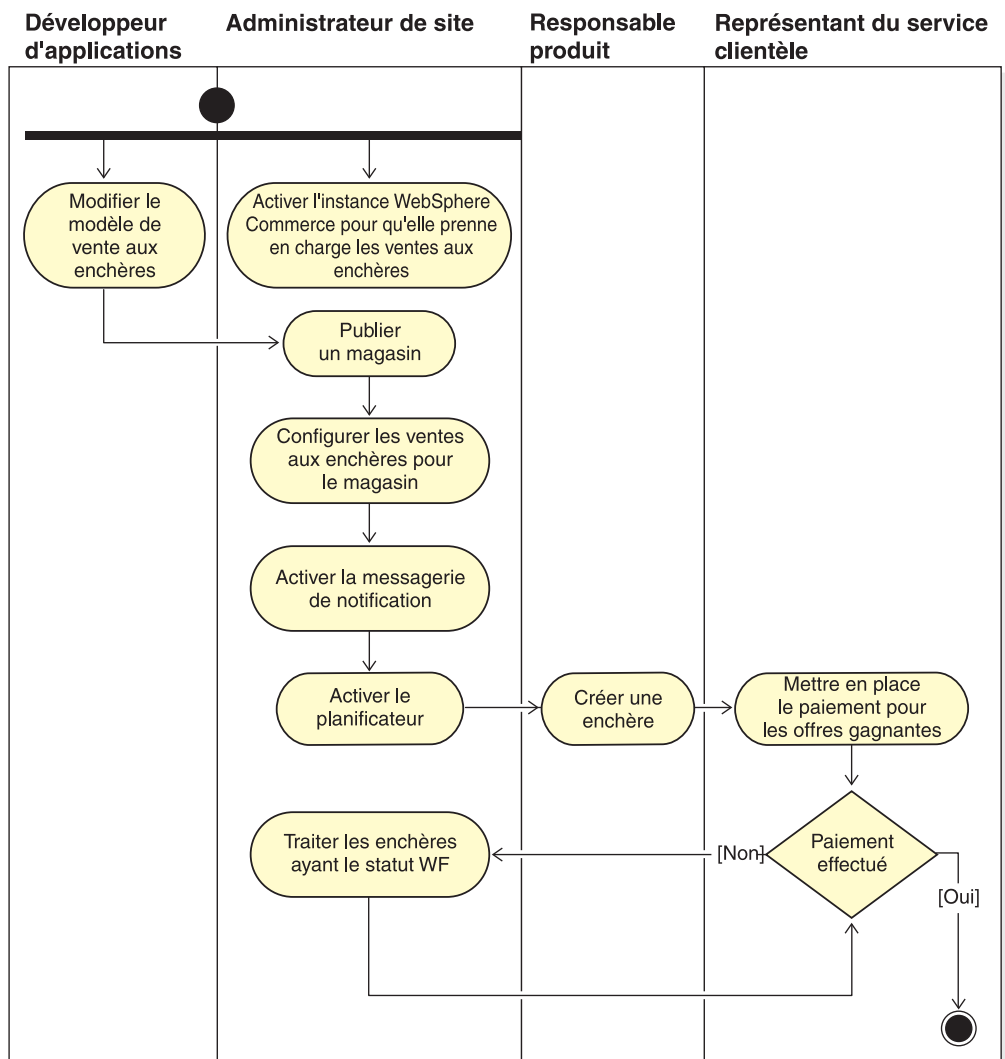 Développeur
d'applications
Administrateur de site
Responsable
produit
Représentant du service
clientèle
Modifier le
modèle de
vente aux
enchères
Activer l'instance WebSphere
Commerce pour qu'elle prenne
en charge les ventes aux
enchères
Publier
un magasin
Configurer les ventes
aux enchères pour
le magasin
Activer la messagerie
de notification
Activer le
planificateur
Créer une
enchère
Mettre en place
le paiement pour
les offres gagnantes
Traiter les enchères
ayant le statut WF
[Non]
Paiement
effectué
[Oui]